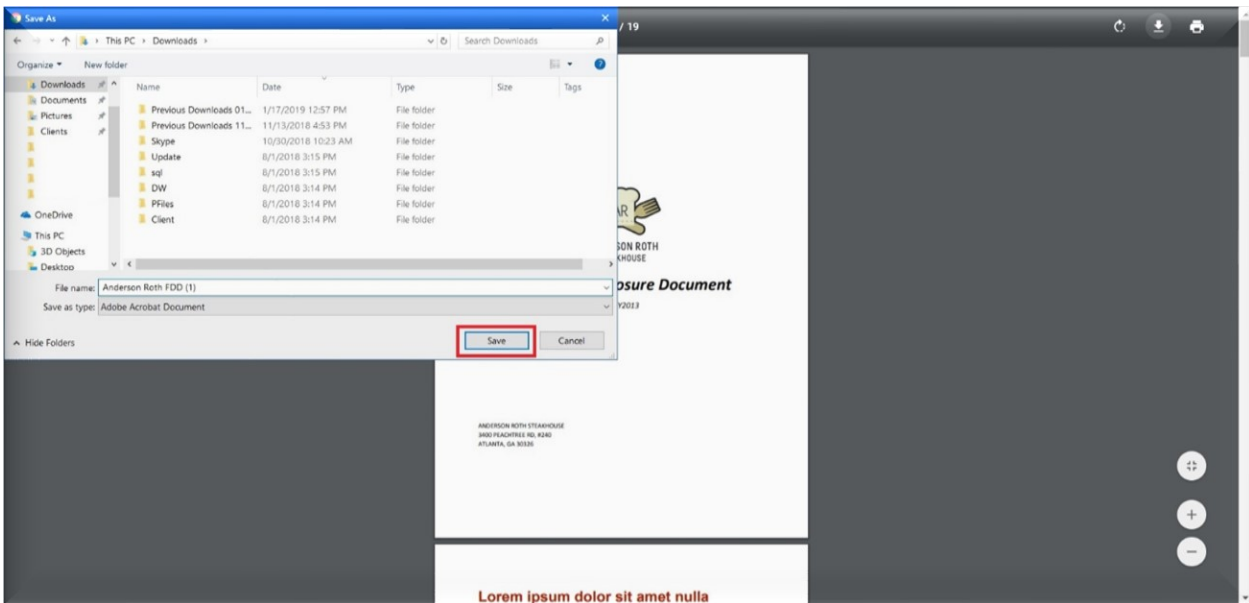 Save As
This PC › Downloads ›
Search Downloads
Organize
New folder
Downloads
Documents
Pictures
Clients
OneDrive
This PC
3D Objects
Desktop
Name Date Type Size Tags
Previous Downloads 01... 1/17/2019 12:57 PM File folder
Previous Downloads 11... 11/13/2018 4:53 PM File folder
Skype 10/30/2018 10:23 AM File folder
Update 8/1/2018 3:15 PM File folder
sql 8/1/2018 3:15 PM File folder
DW 8/1/2018 3:14 PM File folder
PFiles 8/1/2018 3:14 PM File folder
Client 8/1/2018 3:14 PM File folder
File name: Anderson Roth FDD (1)
Save as type: Adobe Acrobat Document
Hide Folders
Save
Cancel
/ 19
AR
SON ROTH
KHOUSE
osure Document
Y2013
ANDERSON ROTH STEAKHOUSE
3400 PEACHTREE RD, #240
ATLANTA, GA 30326
Lorem ipsum dolor sit amet nulla